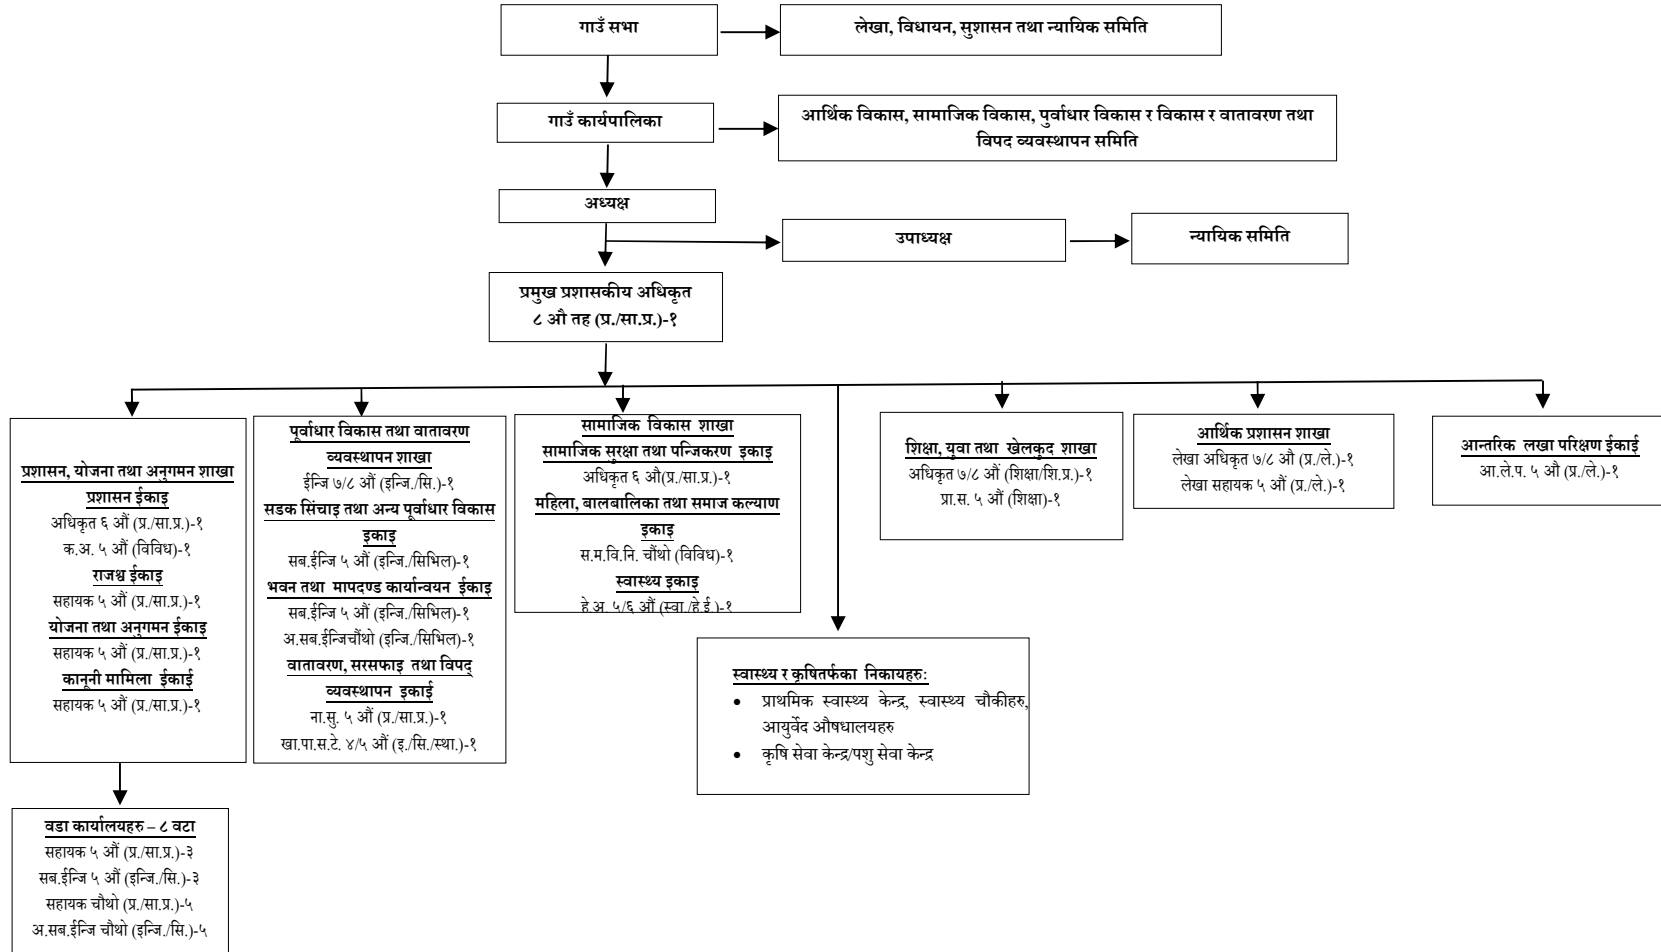 गाउँ सभा
लेखा, विधायन, सुशासन तथा न्यायिक समिति
गाउँ कार्यपालिका
आर्थिक विकास, सामाजिक विकास, पुर्वाधार विकास र विकास र वातावरण तथा
विपद व्यवस्थापन समिति
अध्यक्ष
उपाध्यक्ष
न्यायिक समिति
प्रमुख प्रशासकीय अधिकृत
८ औ तह (प्र./सा.प्र.)-१
प्रशासन, योजना तथा अनुगमन शाखा
प्रशासन ईकाइ
अधिकृत ६ औं (प्र./सा.प्र.)-१
क.अ. ५ औं (विविध)-१
राजश्व ईकाइ
सहायक ५ औं (प्र./सा.प्र.)-१
योजना तथा अनुगमन ईकाइ
सहायक ५ औं (प्र./सा.प्र.)-१
कानूनी मामिला ईकाई
सहायक ५ औं (प्र./सा.प्र.)-१
पूर्वाधार विकास तथा वातावरण
व्यवस्थापन शाखा
ईन्जि ७/८ औं (इन्जि./सि.)-१
सडक सिंचाइ तथा अन्य पूर्वाधार विकास
इकाइ
सब.ईन्जि ५ औं (इन्जि./सिभिल)-१
भवन तथा मापदण्ड कार्यान्वयन ईकाइ
सब.ईन्जि ५ औं (इन्जि./सिभिल)-१
अ.सब.ईन्जिचौंथो (इन्जि./सिभिल)-१
वातावरण, सरसफाइ तथा विपद्
व्यवस्थापन इकाई
ना.सु. ५ औं (प्र./सा.प्र.)-१
खा.पा.स.टे. ४/५ औं (इ./सि./स्था.)-१
सामाजिक विकास शाखा
सामाजिक सुरक्षा तथा पन्जिकरण इकाइ
अधिकृत ६ औ(प्र./सा.प्र.)-१
महिला, बालबालिका तथा समाज कल्याण
इकाइ
स.म.वि.नि. चौंथो (विविध)-१
स्वास्थ्य इकाइ
हे.अ. ५/६ औं (स्वा./हे.ई.)-१
स्वास्थ्य र कृषितर्फका निकायहरु:
• प्राथमिक स्वास्थ्य केन्द्र, स्वास्थ्य चौकीहरु,
आयुर्वेद औषधालयहरु
• कृषि सेवा केन्द्र/पशु सेवा केन्द्र
शिक्षा, युवा तथा खेलकुद शाखा
अधिकृत ७/८ औं (शिक्षा/शि.प्र.)-१
प्रा.स. ५ औं (शिक्षा)-१
आर्थिक प्रशासन शाखा
लेखा अधिकृत ७/८ औ (प्र./ले.)-१
लेखा सहायक ५ औं (प्र./ले.)-१
आन्तरिक लखा परिक्षण ईकाई
आ.ले.प. ५ औं (प्र./ले.)-१
वडा कार्यालयहरु – ८ वटा
सहायक ५ औं (प्र./सा.प्र.)-३
सब.ईन्जि ५ औं (इन्जि./सि.)-३
सहायक चौथो (प्र./सा.प्र.)-५
अ.सब.ईन्जि चौथो (इन्जि./सि.)-५